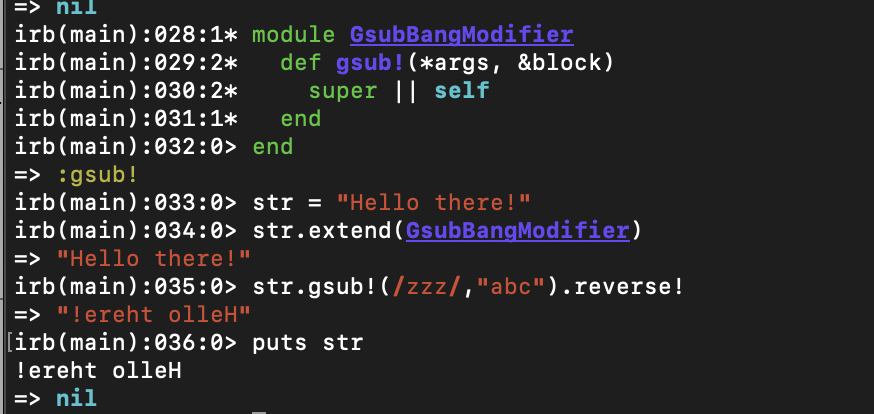 => nil
irb(main):028:1* module GsubBangModifier
irb(main):029:2*   def gsub!(*args, &block)
irb(main):030:2*     super || self
irb(main):031:1*   end
irb(main):032:0> end
=> :gsub!
irb(main):033:0> str = "Hello there!"
irb(main):034:0> str.extend(GsubBangModifier)
=> "Hello there!"
irb(main):035:0> str.gsub!(/zzz/,"abc").reverse!
=> "!ereht olleH"
[irb(main):036:0> puts str
!ereht olleH
=> nil